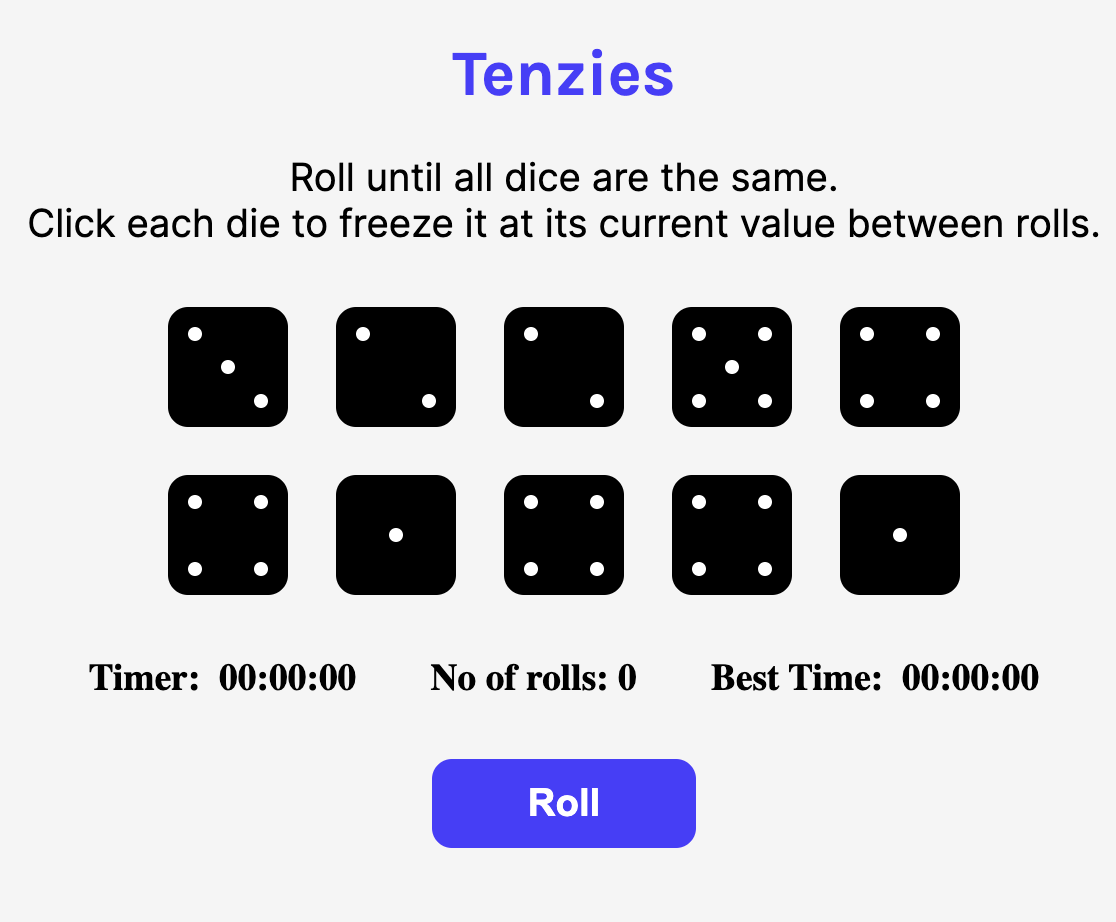 Tenzies
Roll until all dice are the same.
Click each die to freeze it at its current value between rolls.
Timer: 00:00:00 No of rolls: 0 Best Time: 00:00:00
Roll